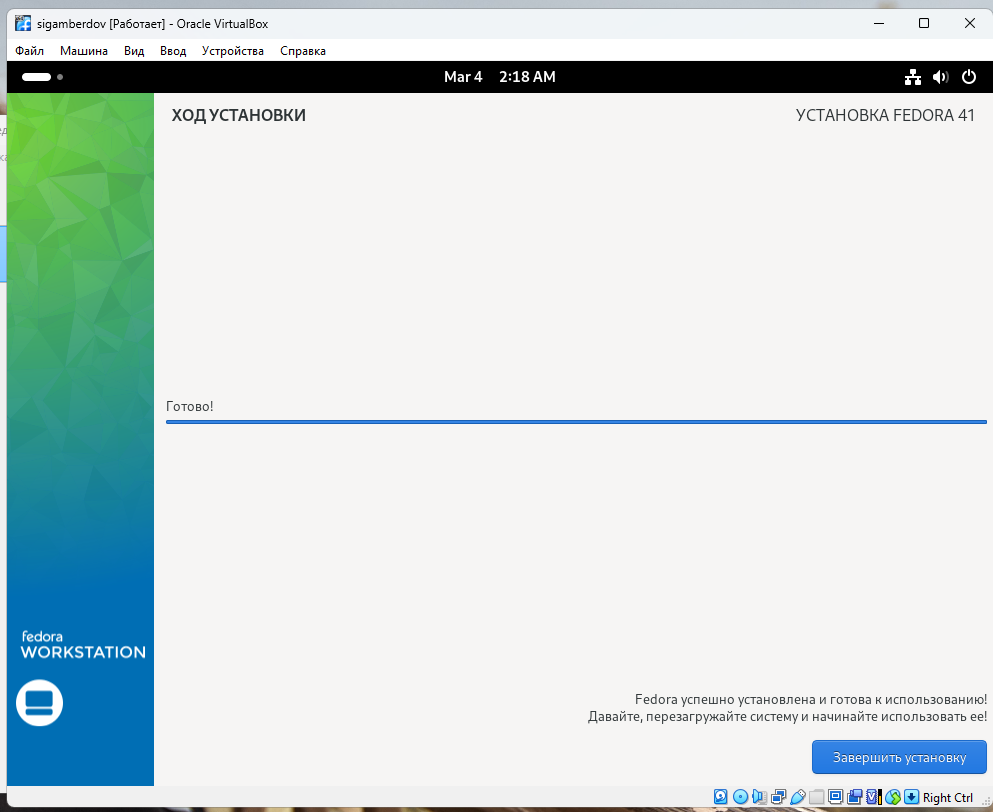 sigamberdov [Работает] - Oracle VirtualBox
Файл Машина Вид Ввод Устройства Справка
Mar 4 2:18 AM
ХОД УСТАНОВКИ
УСТАНОВКА FEDORA 41
Готово!
fedora
WORKSTATION
Fedora успешно установлена и готова к использованию!
Давайте, перезагружайте систему и начинайте использовать ее!
Завершить установку
Right Ctrl